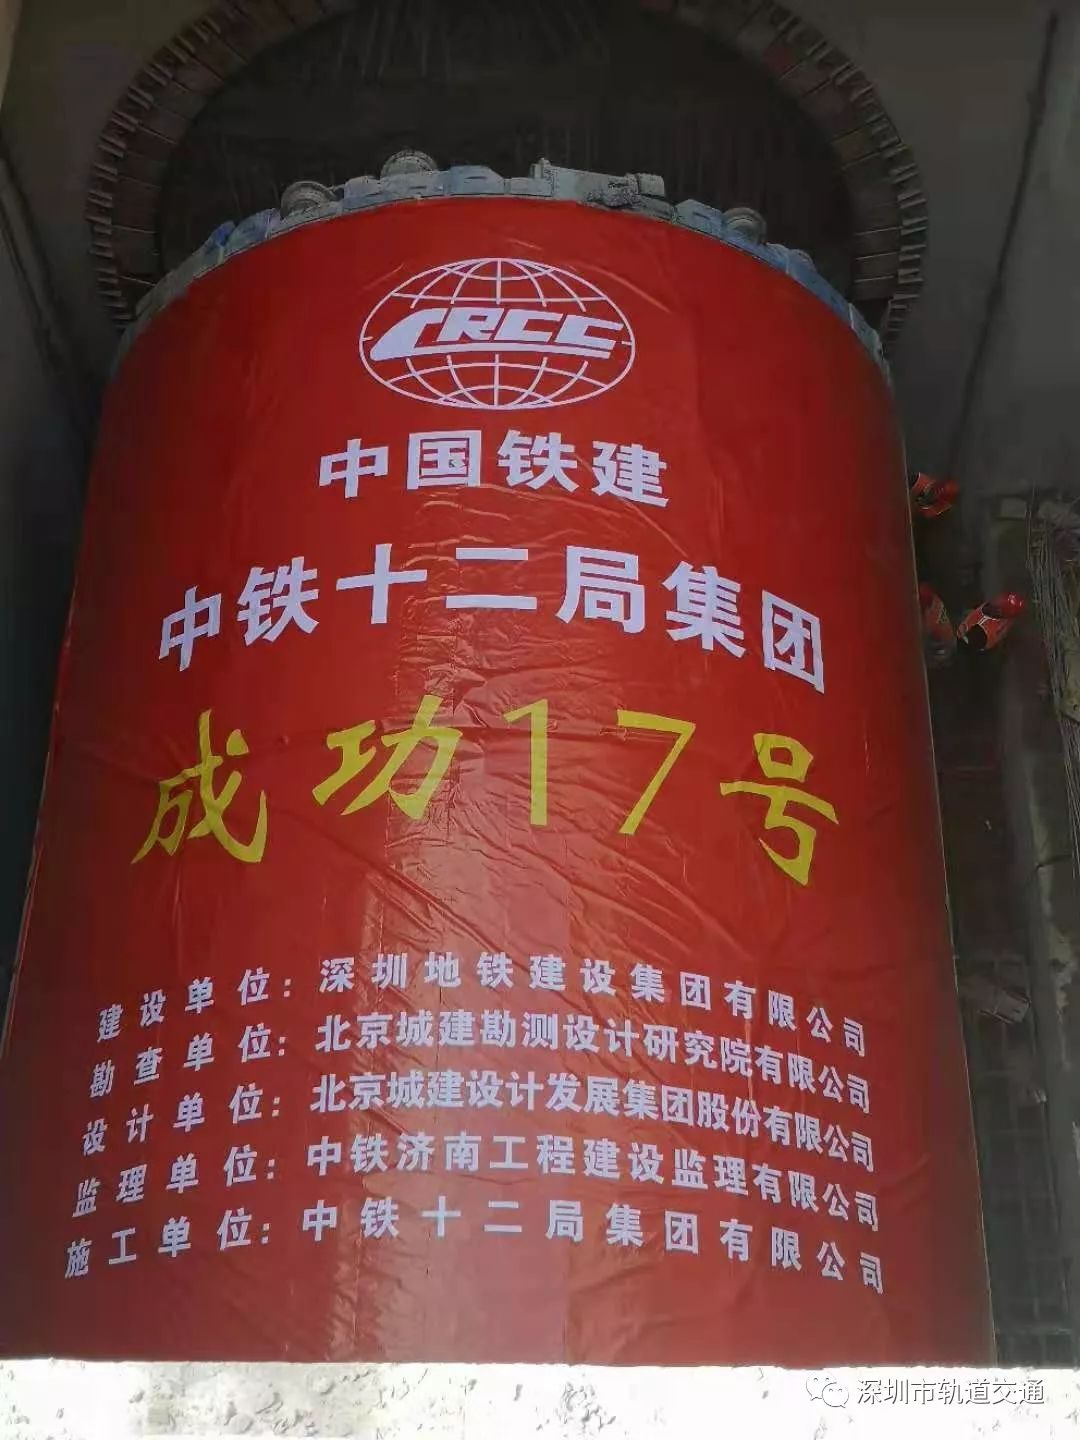 CRCC
中国铁建
中铁十二局集团
成功17号
建设单位：深圳地铁建设集团有限公司
勘查单位：北京城建勘测设计研究院有限公司
设计单位：北京城建设计发展集团股份有限公司
监理单位：中铁济南工程建设监理有限公司
施工单位：中铁十二局集团有限公司
深圳市轨道交通